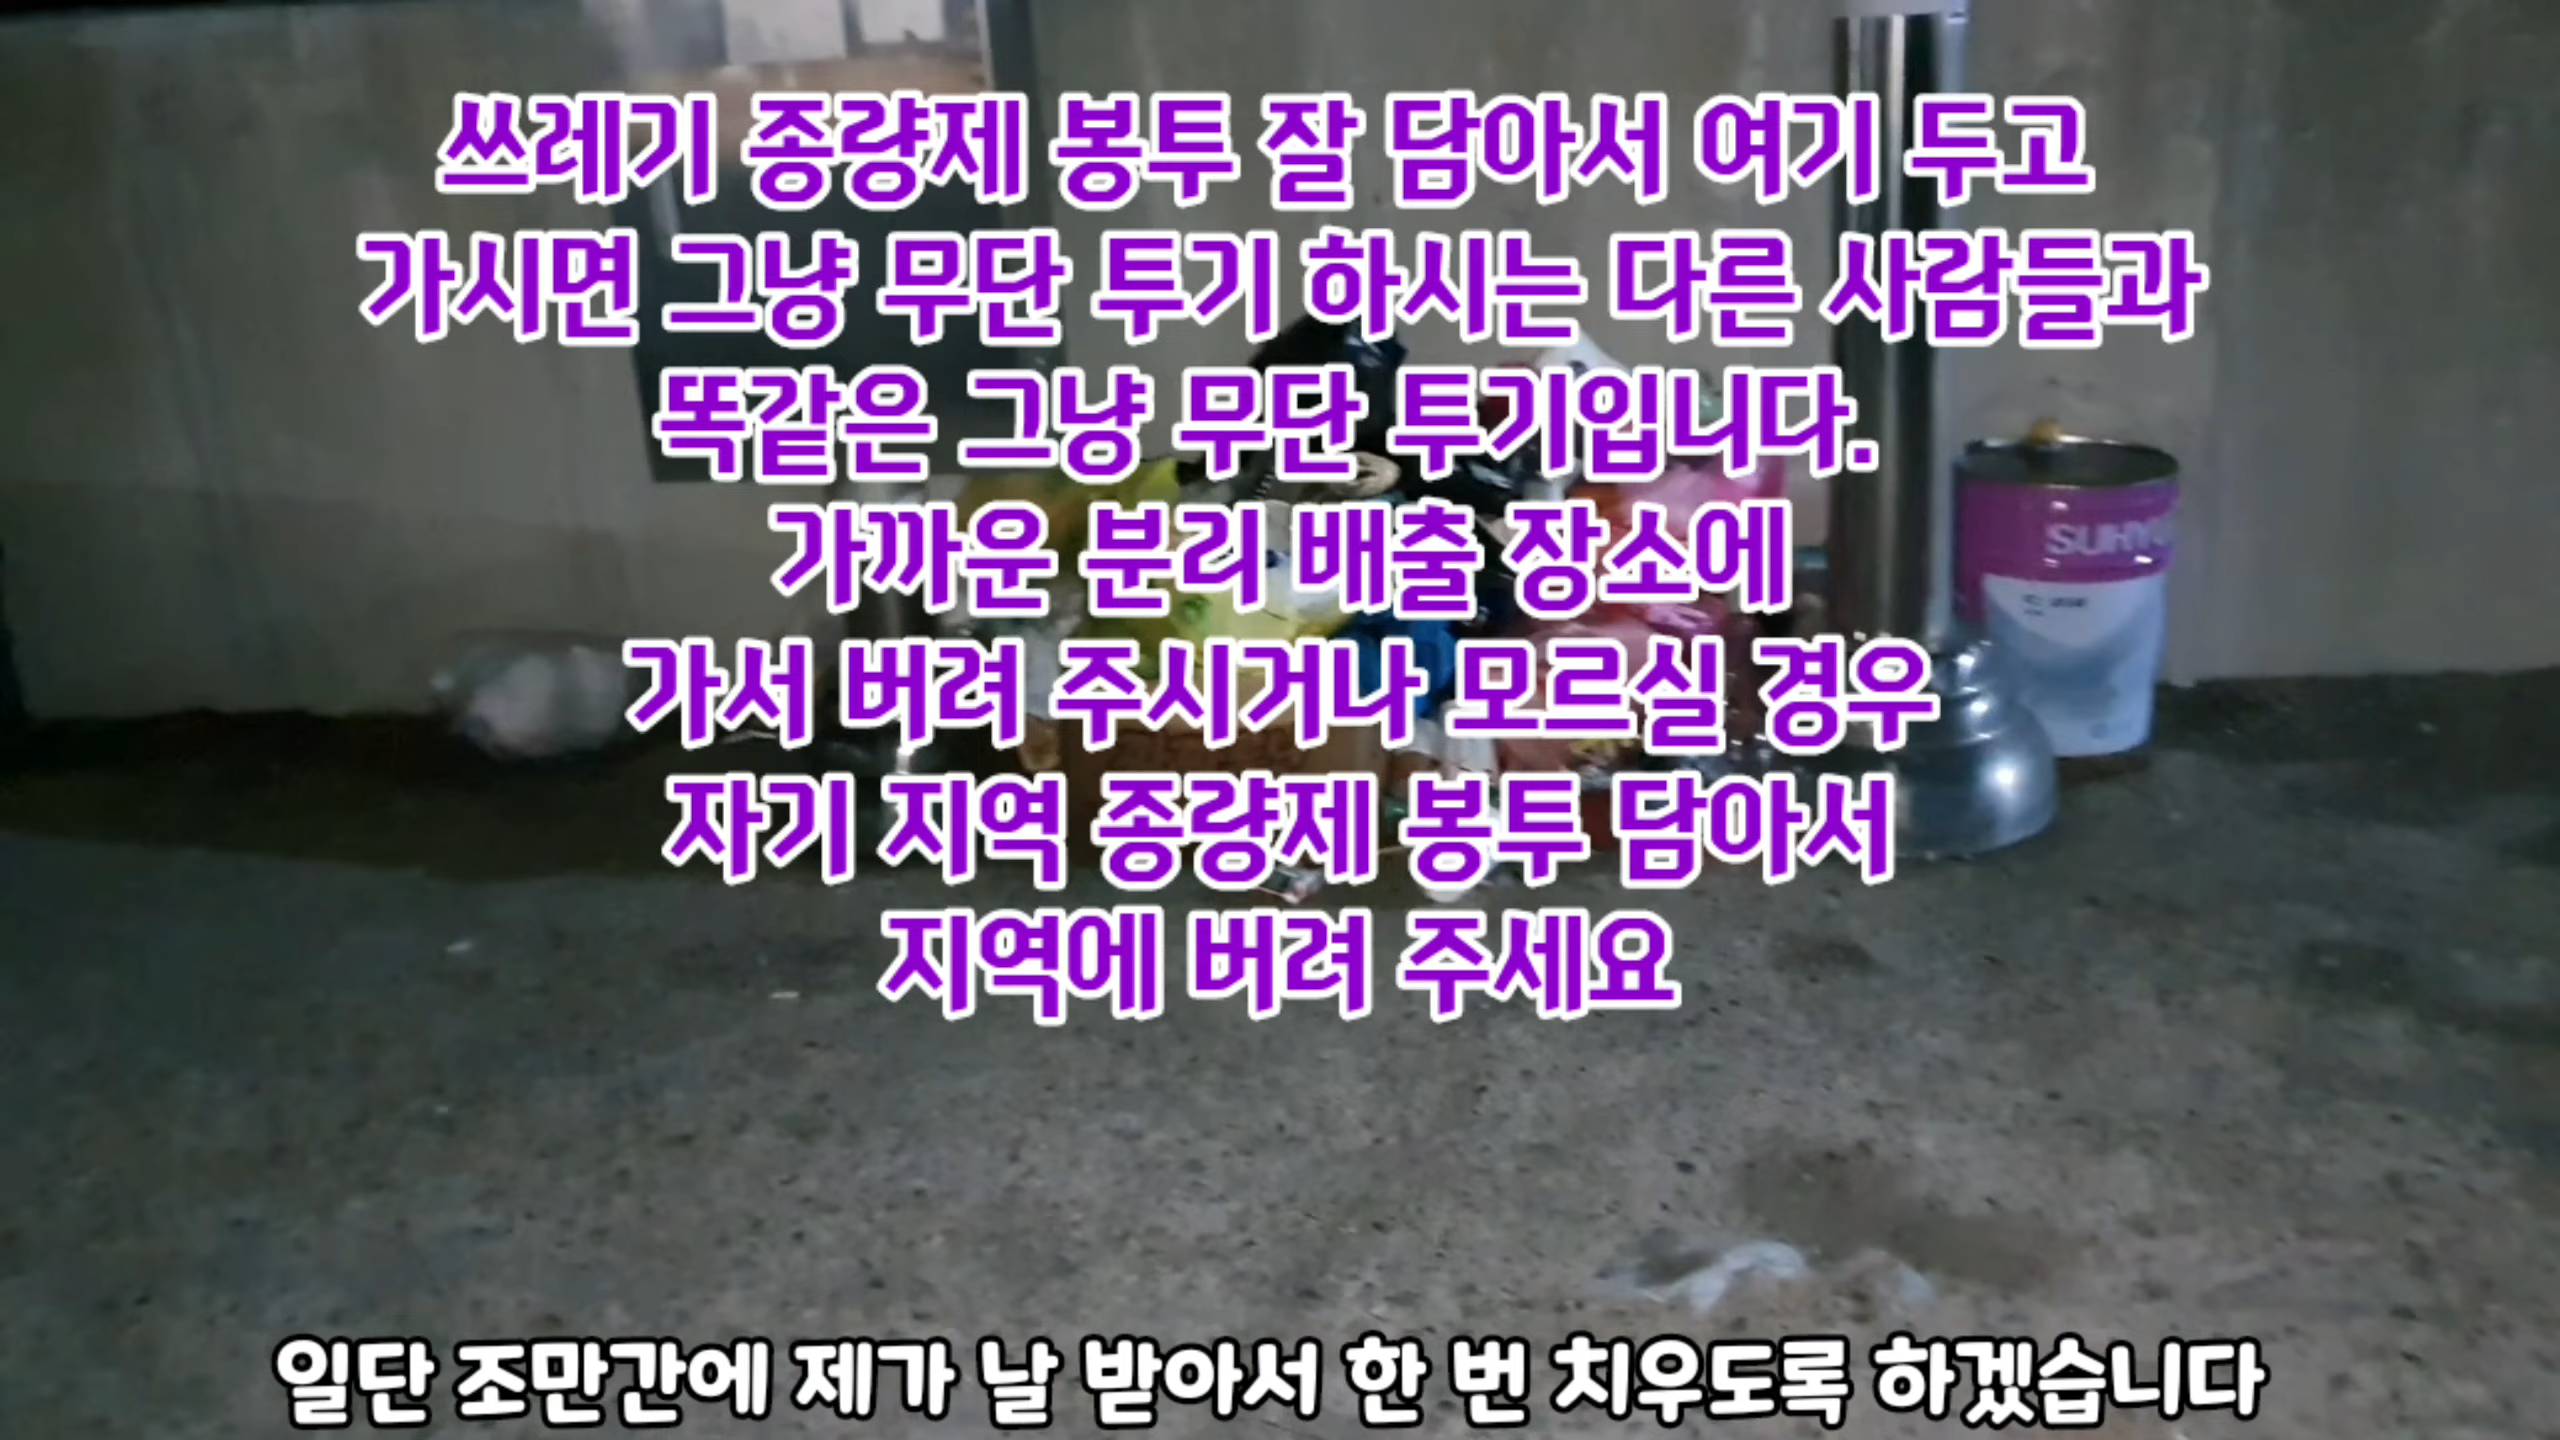 쓰레기 종량제 봉투 잘 담아서 여기 두고
가시면 그냥 무단 투기 하시는 다른 사람들과
똑같은 그냥 무단 투기입니다.
가까운 분리 배출 장소에
가서 버려 주시거나 모르실 경우
자기 지역 종량제 봉투 담아서
지역에 버려 주세요
일단 조만간에 제가 날 받아서 한 번 치우도록 하겠습니다